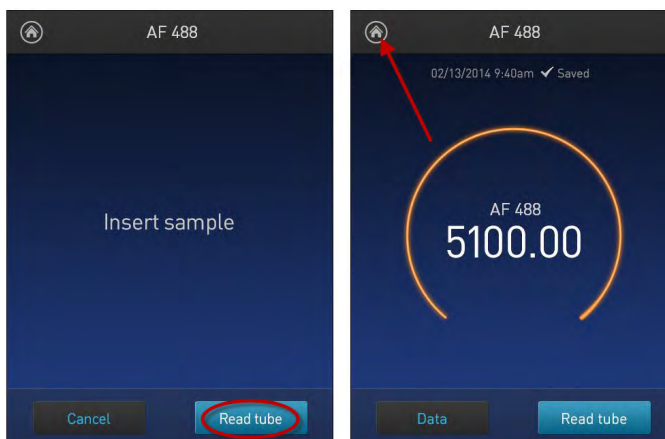 AF 488
Insert sample
Cancel
Read tube
AF 488
02/13/2014 9:40am ✔ Saved
AF 488
5100.00
Data
Read tube